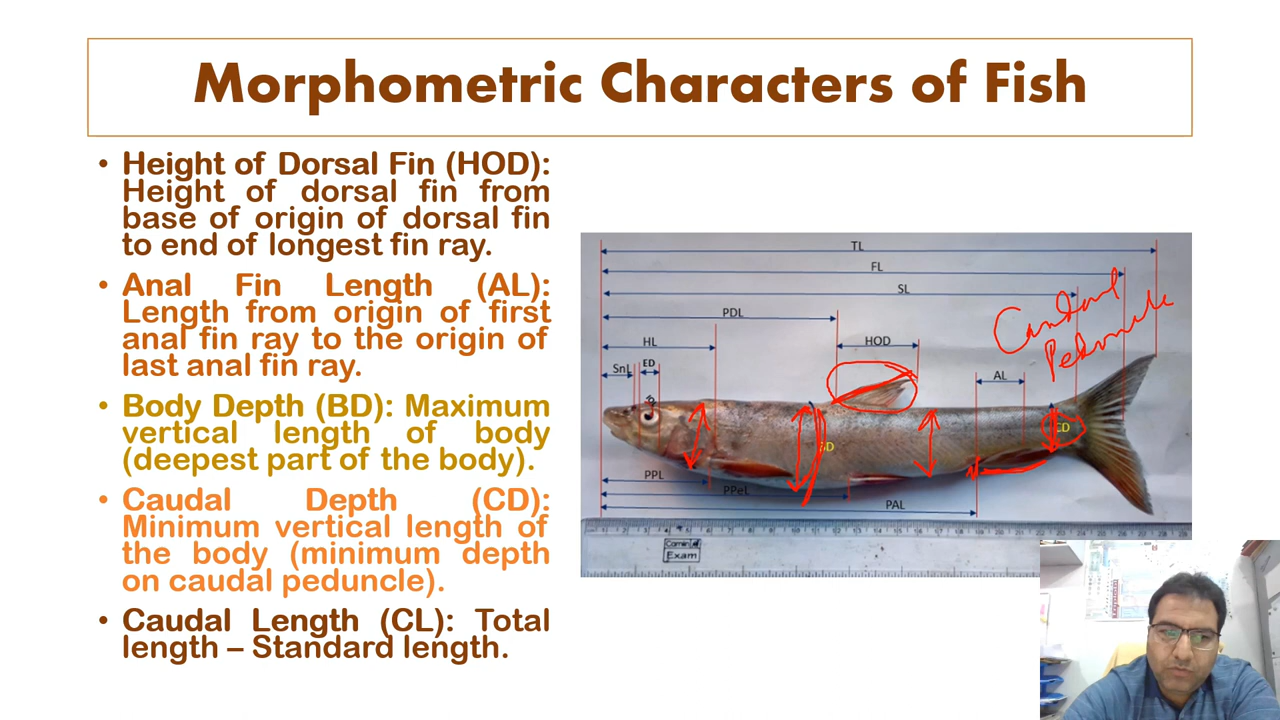 Morphometric Characters of Fish
• Height of Dorsal Fin (HOD):
Height of dorsal fin from
base of origin of dorsal fin
to end of longest fin ray.
• Anal Fin Length (AL):
Length from origin of first
anal fin ray to the origin of
last anal fin ray.
• Body Depth (BD): Maximum
vertical length of body
(deepest part of the body).
• Caudal Depth (CD):
Minimum vertical length of
the body (minimum depth
on caudal peduncle).
• Caudal Length (CL): Total
length – Standard length.
TL
FL
SL
PDL
HL
HOD
SnL
ED
AL
Caudal
Peduncle
BD
CD
PPL
PPeL
PAL
Exam